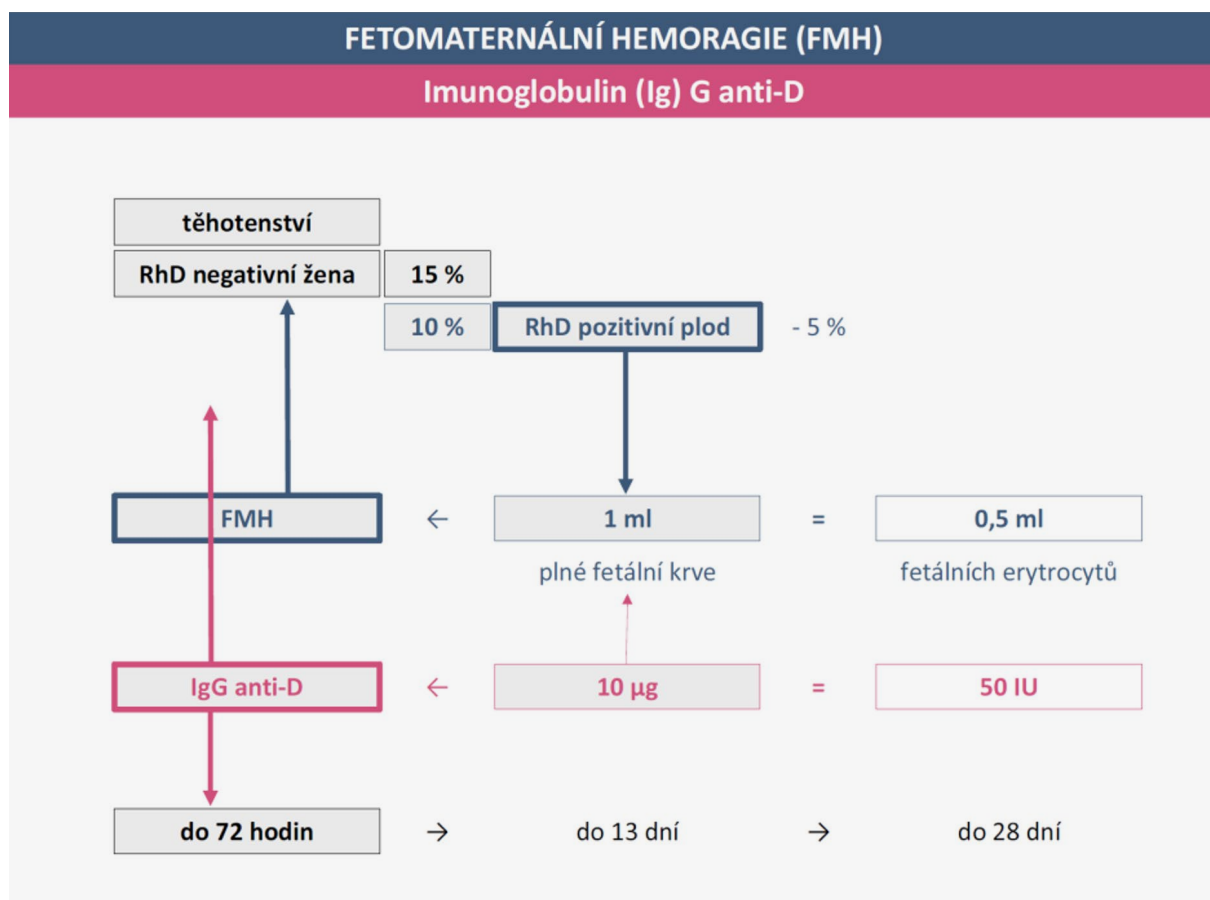 FETOMATERNÁLNÍ HEMORAGIE (FMH)
Imunoglobulin (Ig) G anti-D
těhotenství
RhD negativní žena 15 %
10 % RhD pozitivní plod - 5 %
FMH ← 1 ml = 0,5 ml
plné fetální krve fetálních erytrocytů
IgG anti-D ← 10 µg = 50 IU
do 72 hodin → do 13 dní → do 28 dní